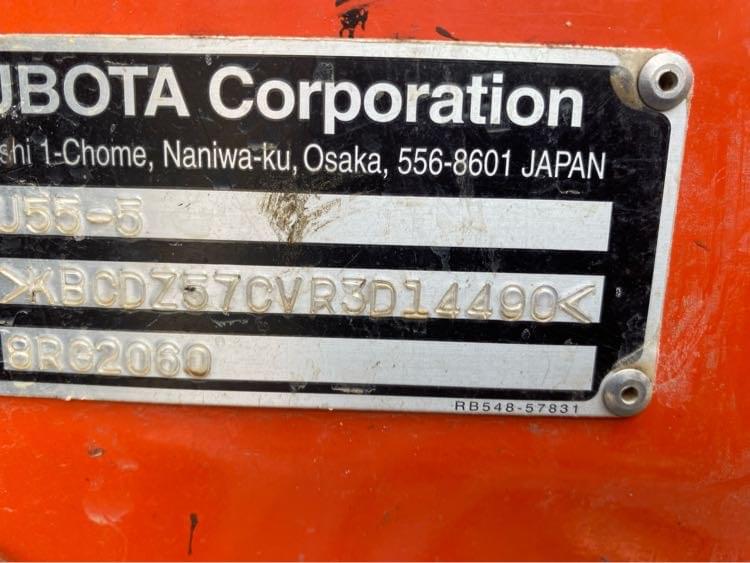 UBOTA Corporation
shi 1-Chome, Naniwa-ku, Osaka, 556-8601 JAPAN
U55-5
>KBCDZ57CVR3D14490<
8RG2060
RB548-57831